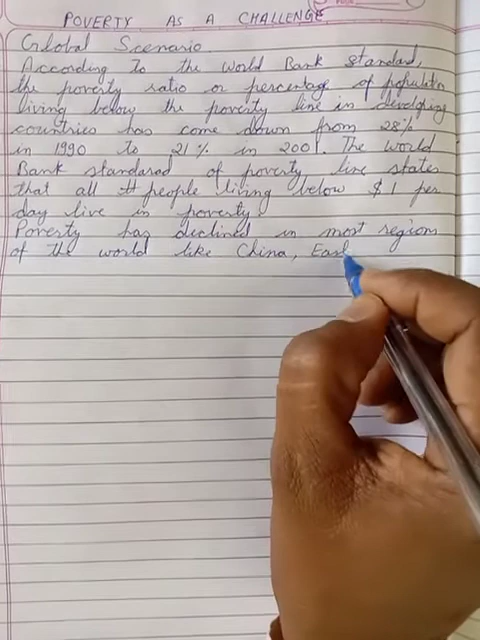 POVERTY AS A CHALLENGE
Global Scenario
According To the World Bank standard,
the poverty ratio or percentage of population
living below the poverty line in developing
countries has come down from 28%
in 1990 to 21% in 2001. The world
Bank standarad of poverty line states
that all people living below $1 per
day live in poverty.
Poverty has declined in most regions
of the world like China, East